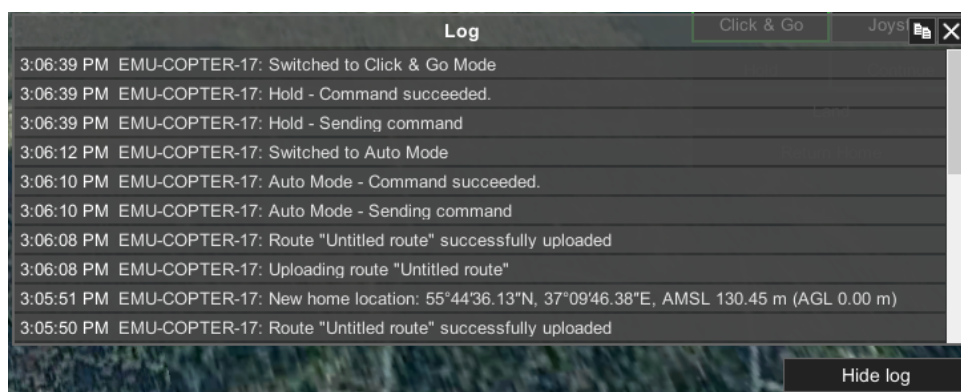 Click & Go
Log
3:06:39 PM EMU-COPTER-17: Switched to Click & Go Mode
3:06:39 PM EMU-COPTER-17: Hold - Command succeeded.
3:06:39 PM EMU-COPTER-17: Hold - Sending command
3:06:12 PM EMU-COPTER-17: Switched to Auto Mode
3:06:10 PM EMU-COPTER-17: Auto Mode - Command succeeded.
3:06:10 PM EMU-COPTER-17: Auto Mode - Sending command
3:06:08 PM EMU-COPTER-17: Route "Untitled route" successfully uploaded
3:06:08 PM EMU-COPTER-17: Uploading route "Untitled route"
3:05:51 PM EMU-COPTER-17: New home location: 55°44'36.13"N, 37°09'46.38"E, AMSL 130.45 m (AGL 0.00 m)
3:05:50 PM EMU-COPTER-17: Route "Untitled route" successfully uploaded
Hide log